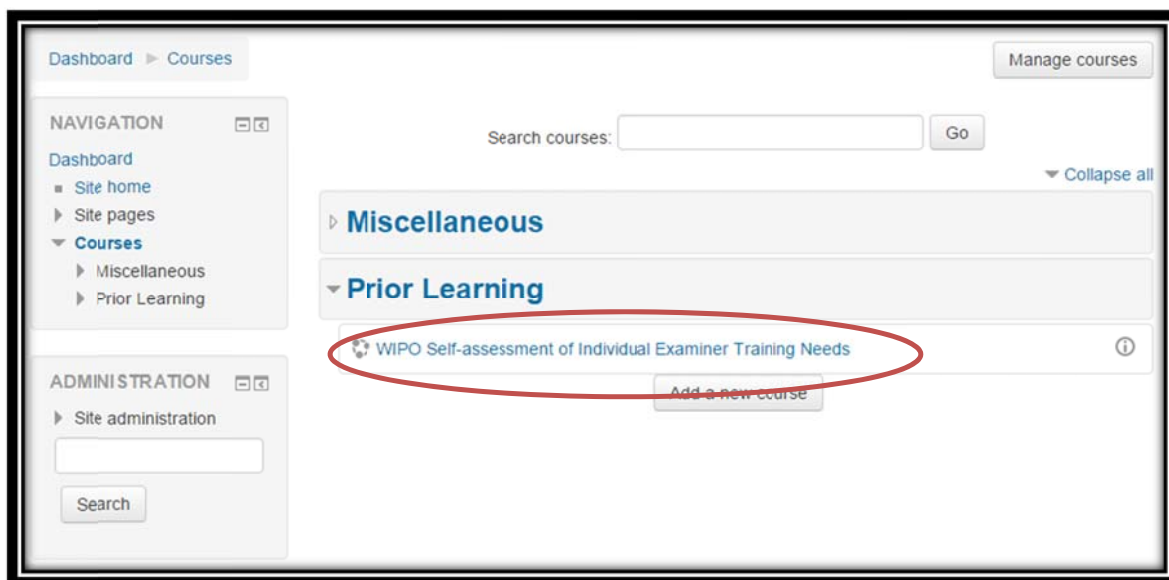 Dashboard Courses
Manage courses
NAVIGATION
Dashboard
Site home
Site pages
Courses
Miscellaneous
Prior Learning
ADMINISTRATION
Site administration
Search
Search courses:
Go
Collapse all
Miscellaneous
Prior Learning
WIPO Self-assessment of Individual Examiner Training Needs
Add a new course